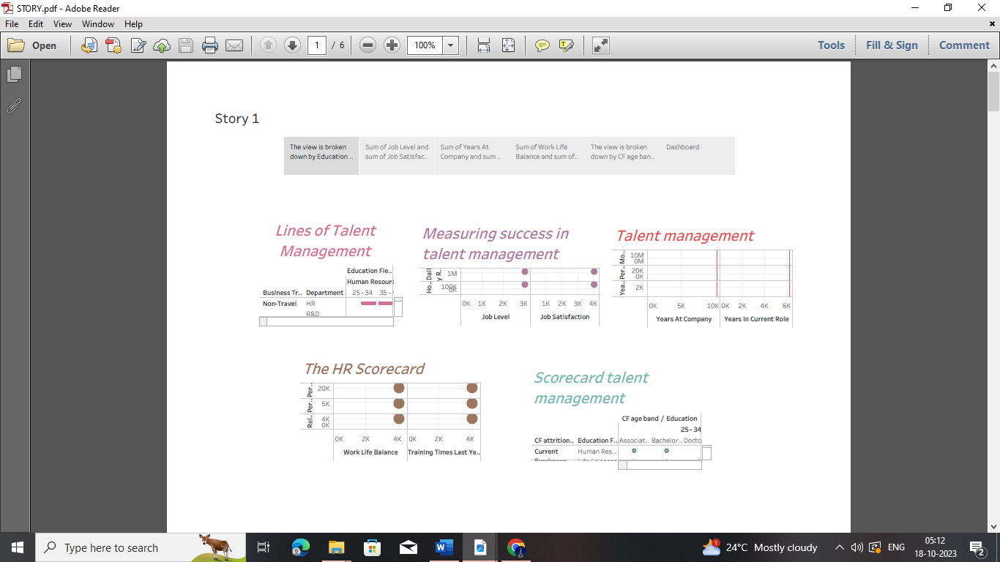 STORY.pdf - Adobe Reader
File Edit View Window Help
Open 1 / 6 100% Tools Fill & Sign Comment
Story 1
The view is broken
down by Education ..
Sum of Job Level and
sum of Job Satisfac..
Sum of Years At
Company and sum ..
Sum of Work Life
Balance and sum of..
The view is broken
down by CF age ban..
Dashboard
Lines of Talent
Management
Education Fie..
Human Resour
Business Tr.. Department 25 - 34 35 -
Non-Travel HR
R&D
Measuring success in
talent management
Dail
y R..
Ho..
1M
100K
0K
0K 1K 2K 3K 1K 2K 3K 4K
Job Level Job Satisfaction
Talent management
Mo..
Per..
Yea..
10M
0M
20K
0K
2K
0K 5K 10K 0K 2K 4K 6K
Years At Company Years In Current Role
The HR Scorecard
Per..
Per..
Rel..
20K
5K
4K
0K
0K 2K 4K 0K 2K 4K
Work Life Balance Training Times Last Ye..
Scorecard talent
management
CF age band / Education
25 - 34
CF attrition.. Education F.. Associat.. Bachelor.. Docto
Current Human Res..
Type here to search
24°C Mostly cloudy ENG
05:12
18-10-2023
2